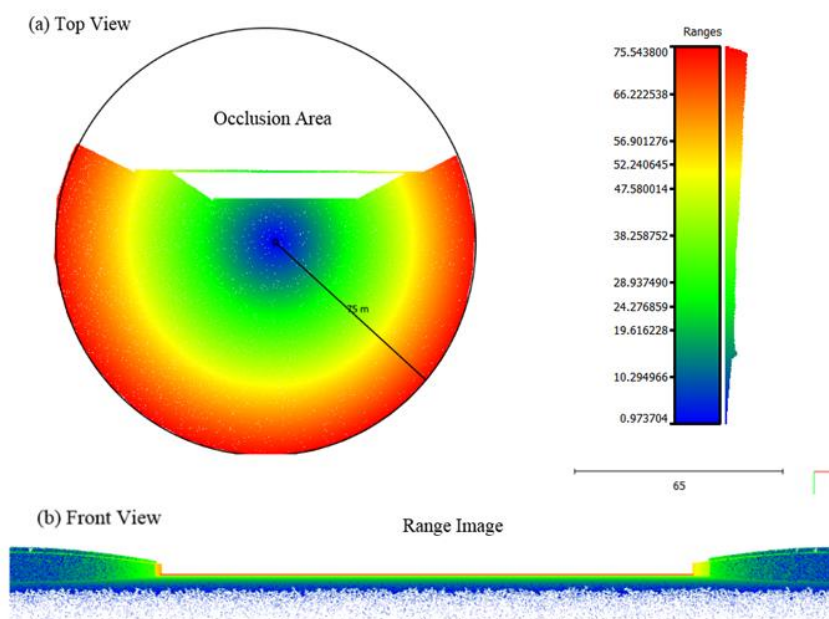 (a) Top View
Occlusion Area
75 m
Ranges
75.543800
66.222538
56.901276
52.240645
47.580014
38.258752
28.937490
24.276859
19.616228
10.294966
0.973704
65
(b) Front View
Range Image